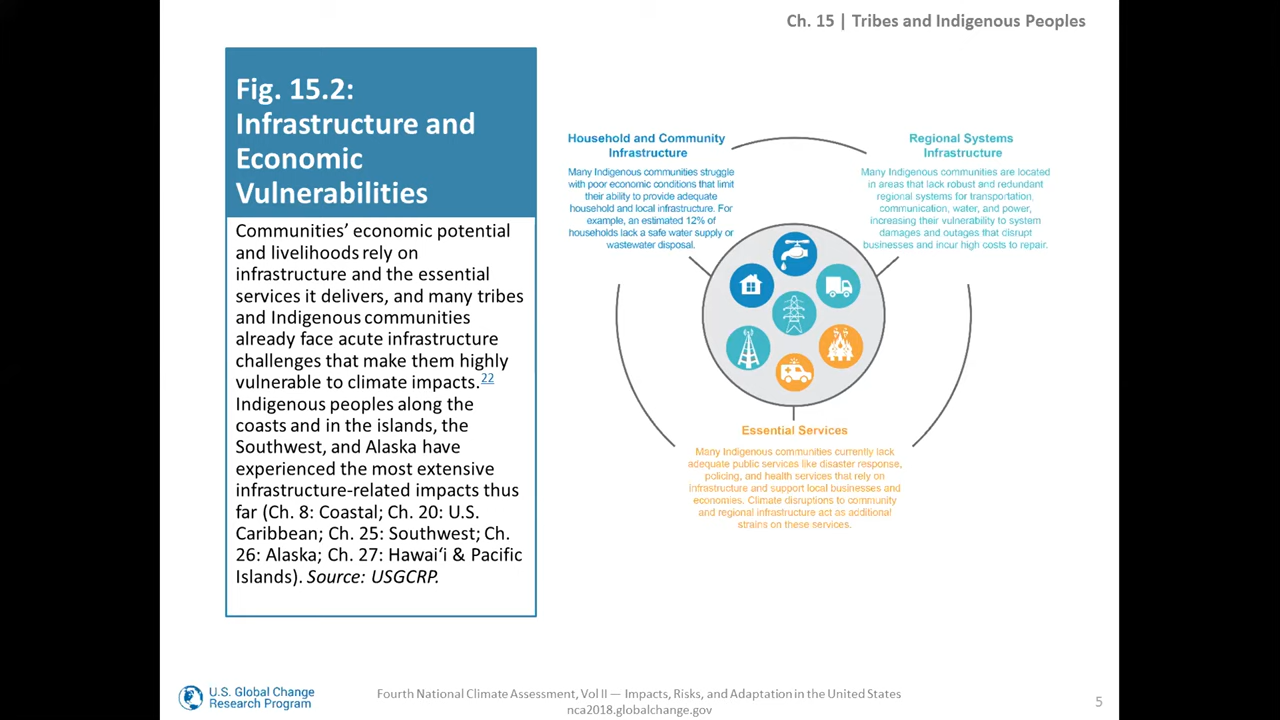 Ch. 15 | Tribes and Indigenous Peoples
Fig. 15.2:
Infrastructure and
Economic
Vulnerabilities
Communities’ economic potential
and livelihoods rely on
infrastructure and the essential
services it delivers, and many tribes
and Indigenous communities
already face acute infrastructure
challenges that make them highly
vulnerable to climate impacts.22
Indigenous peoples along the
coasts and in the islands, the
Southwest, and Alaska have
experienced the most extensive
infrastructure-related impacts thus
far (Ch. 8: Coastal; Ch. 20: U.S.
Caribbean; Ch. 25: Southwest; Ch.
26: Alaska; Ch. 27: Hawai‘i & Pacific
Islands). Source: USGCRP.
Household and Community
Infrastructure
Many Indigenous communities struggle
with poor economic conditions that limit
their ability to provide adequate
household and local infrastructure. For
example, an estimated 12% of
households lack a safe water supply or
wastewater disposal.
Regional Systems
Infrastructure
Many Indigenous communities are located
in areas that lack robust and redundant
regional systems for transportation,
communication, water, and power,
increasing their vulnerability to system
damages and outages that disrupt
businesses and incur high costs to repair.
Essential Services
Many Indigenous communities currently lack
adequate public services like disaster response,
policing, and health services that rely on
infrastructure and support local businesses and
economies. Climate disruptions to community
and regional infrastructure act as additional
strains on these services.
U.S. Global Change
Research Program
Fourth National Climate Assessment, Vol II — Impacts, Risks, and Adaptation in the United States
nca2018.globalchange.gov
5